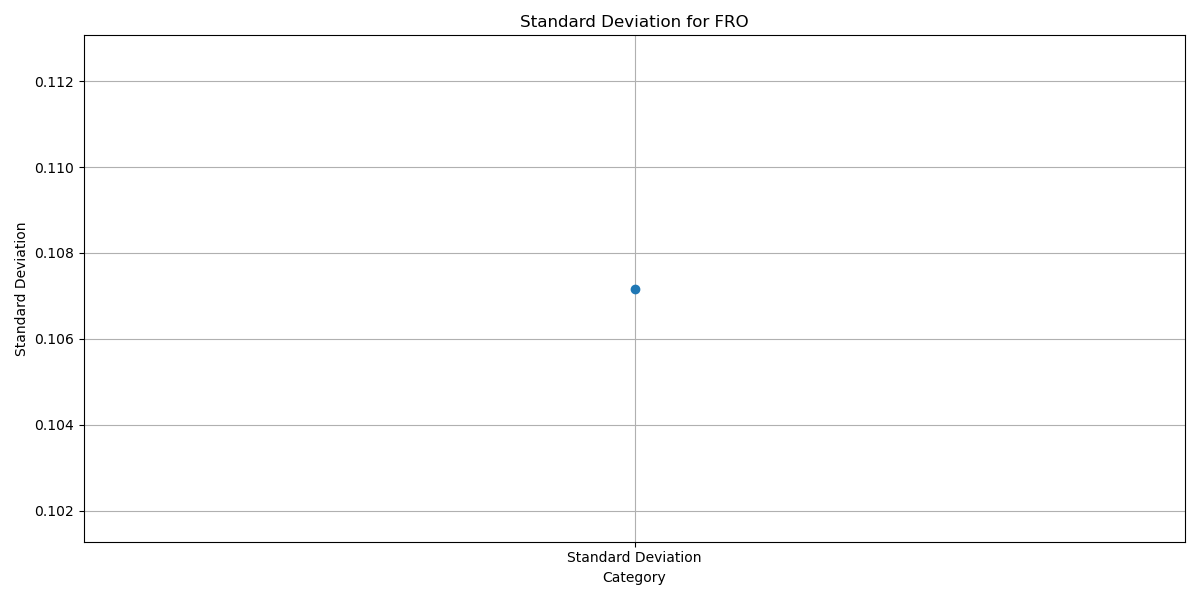 Standard Deviation for FRO
0.112
0.110
0.108
0.106
0.104
0.102
Standard Deviation
Standard Deviation
Category